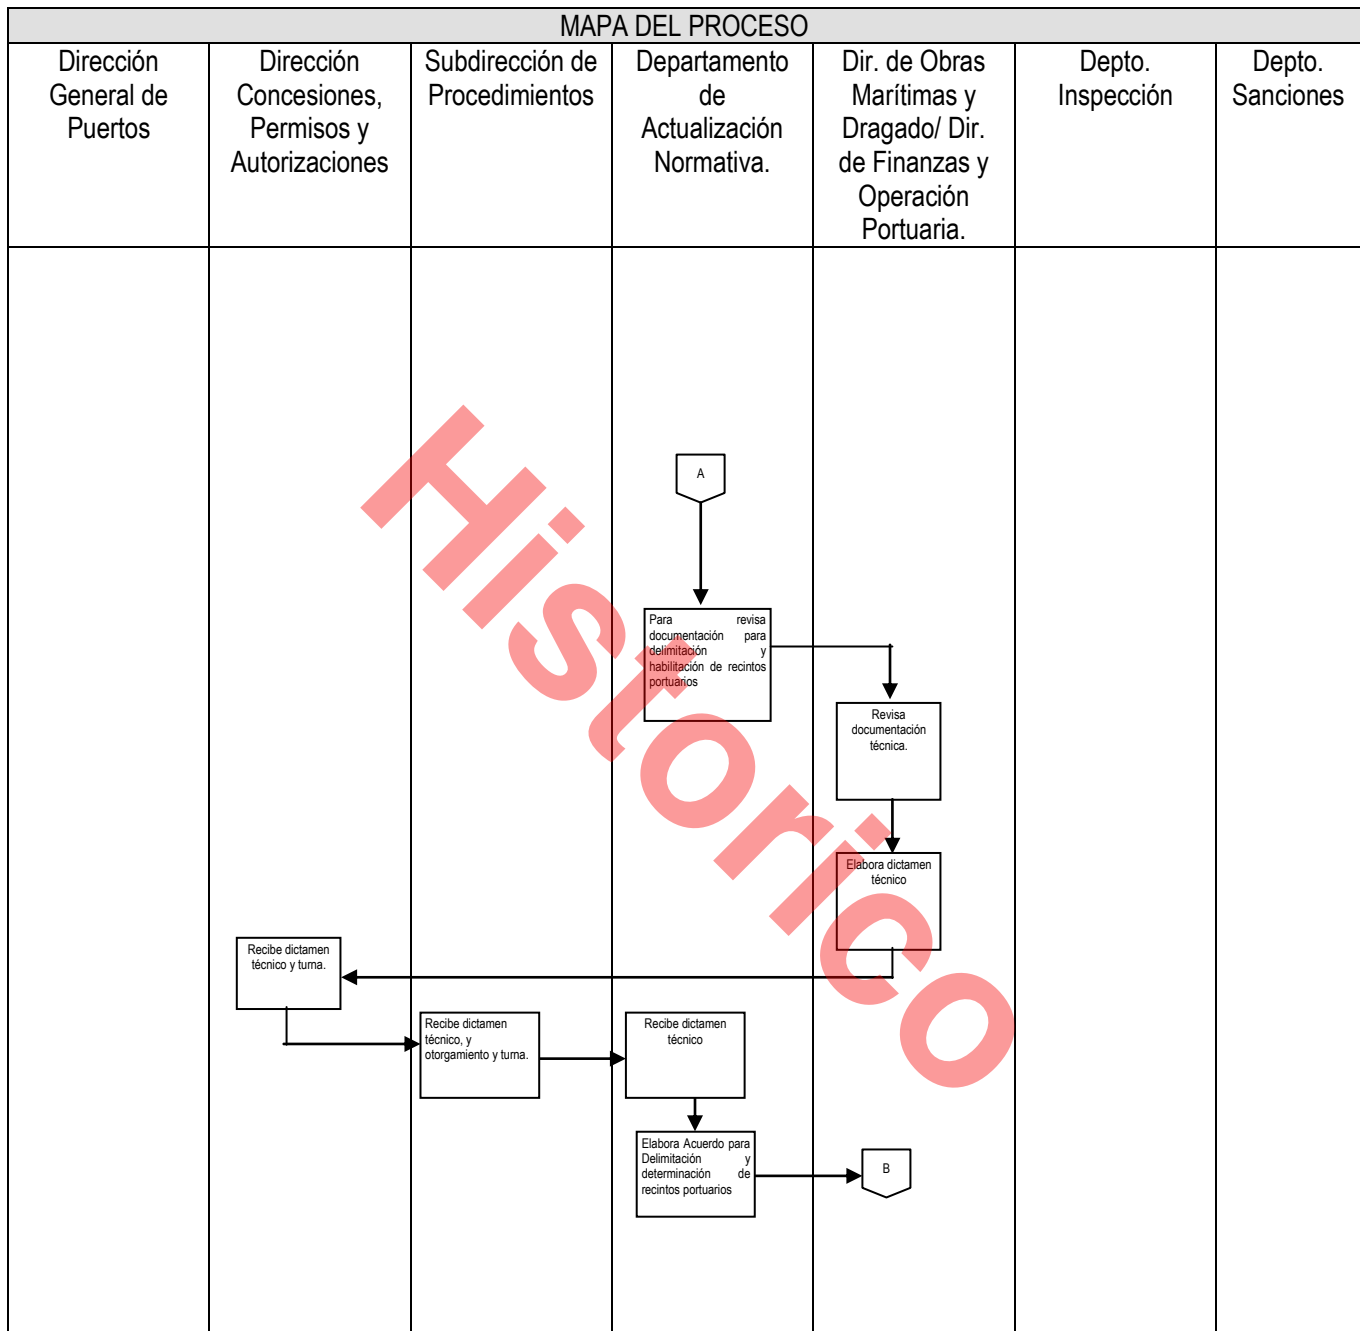 MAPA DEL PROCESO
Dirección
General de
Puertos
Dirección
Concesiones,
Permisos y
Autorizaciones
Subdirección de
Procedimientos
Departamento
de
Actualización
Normativa.
Dir. de Obras
Marítimas y
Dragado/ Dir.
de Finanzas y
Operación
Portuaria.
Depto.
Inspección
Depto.
Sanciones
A
Para revisa
documentación para
delimitación y
habilitación de recintos
portuarios
Revisa
documentación
técnica.
Elabora dictamen
técnico
Recibe dictamen
técnico y turna.
Recibe dictamen
técnico, y
otorgamiento y turna.
Recibe dictamen
técnico
Elabora Acuerdo para
Delimitación y
determinación de
recintos portuarios
B
Historico